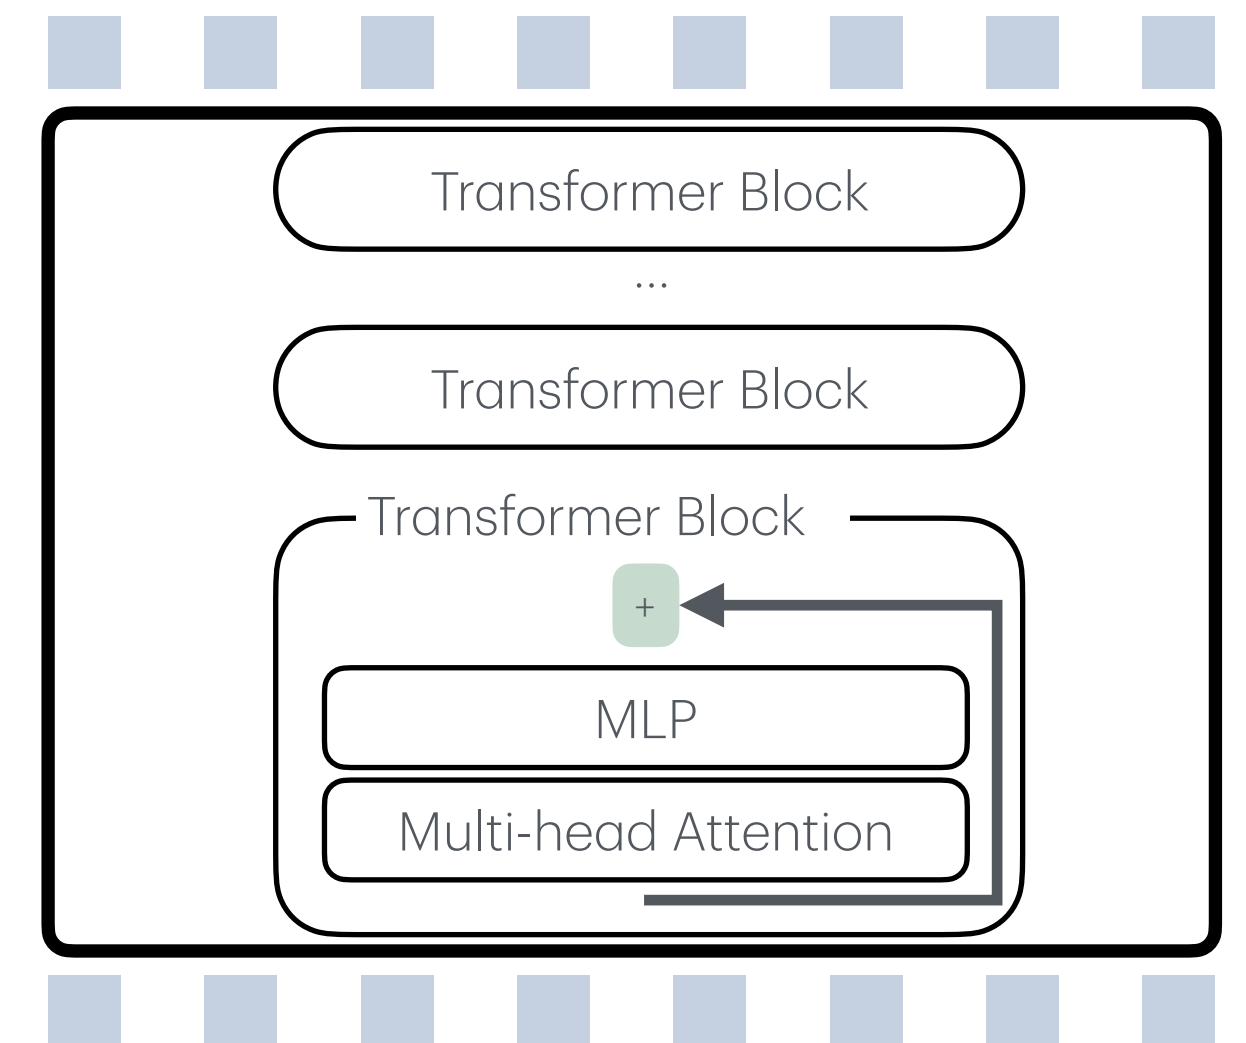 Transformer Block
...
Transformer Block
Transformer Block
+
MLP
Multi-head Attention